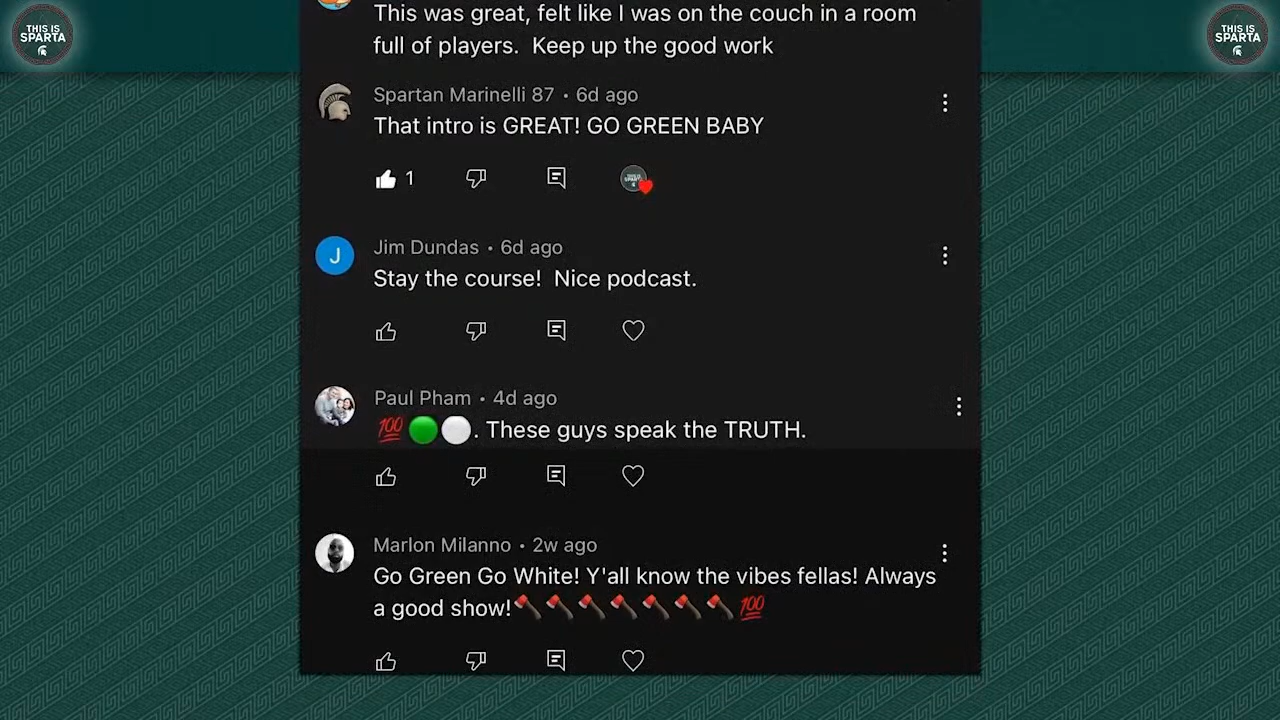 THIS IS
SPARTA
THIS IS
SPARTA
This was great, felt like I was on the couch in a room
full of players.  Keep up the good work
Spartan Marinelli 87 • 6d ago
That intro is GREAT! GO GREEN BABY
1
J
Jim Dundas • 6d ago
Stay the course!  Nice podcast.
Paul Pham • 4d ago
💯🟢⚪. These guys speak the TRUTH.
Marlon Milanno • 2w ago
Go Green Go White! Y'all know the vibes fellas! Always
a good show!🪓🪓🪓🪓🪓🪓🪓💯